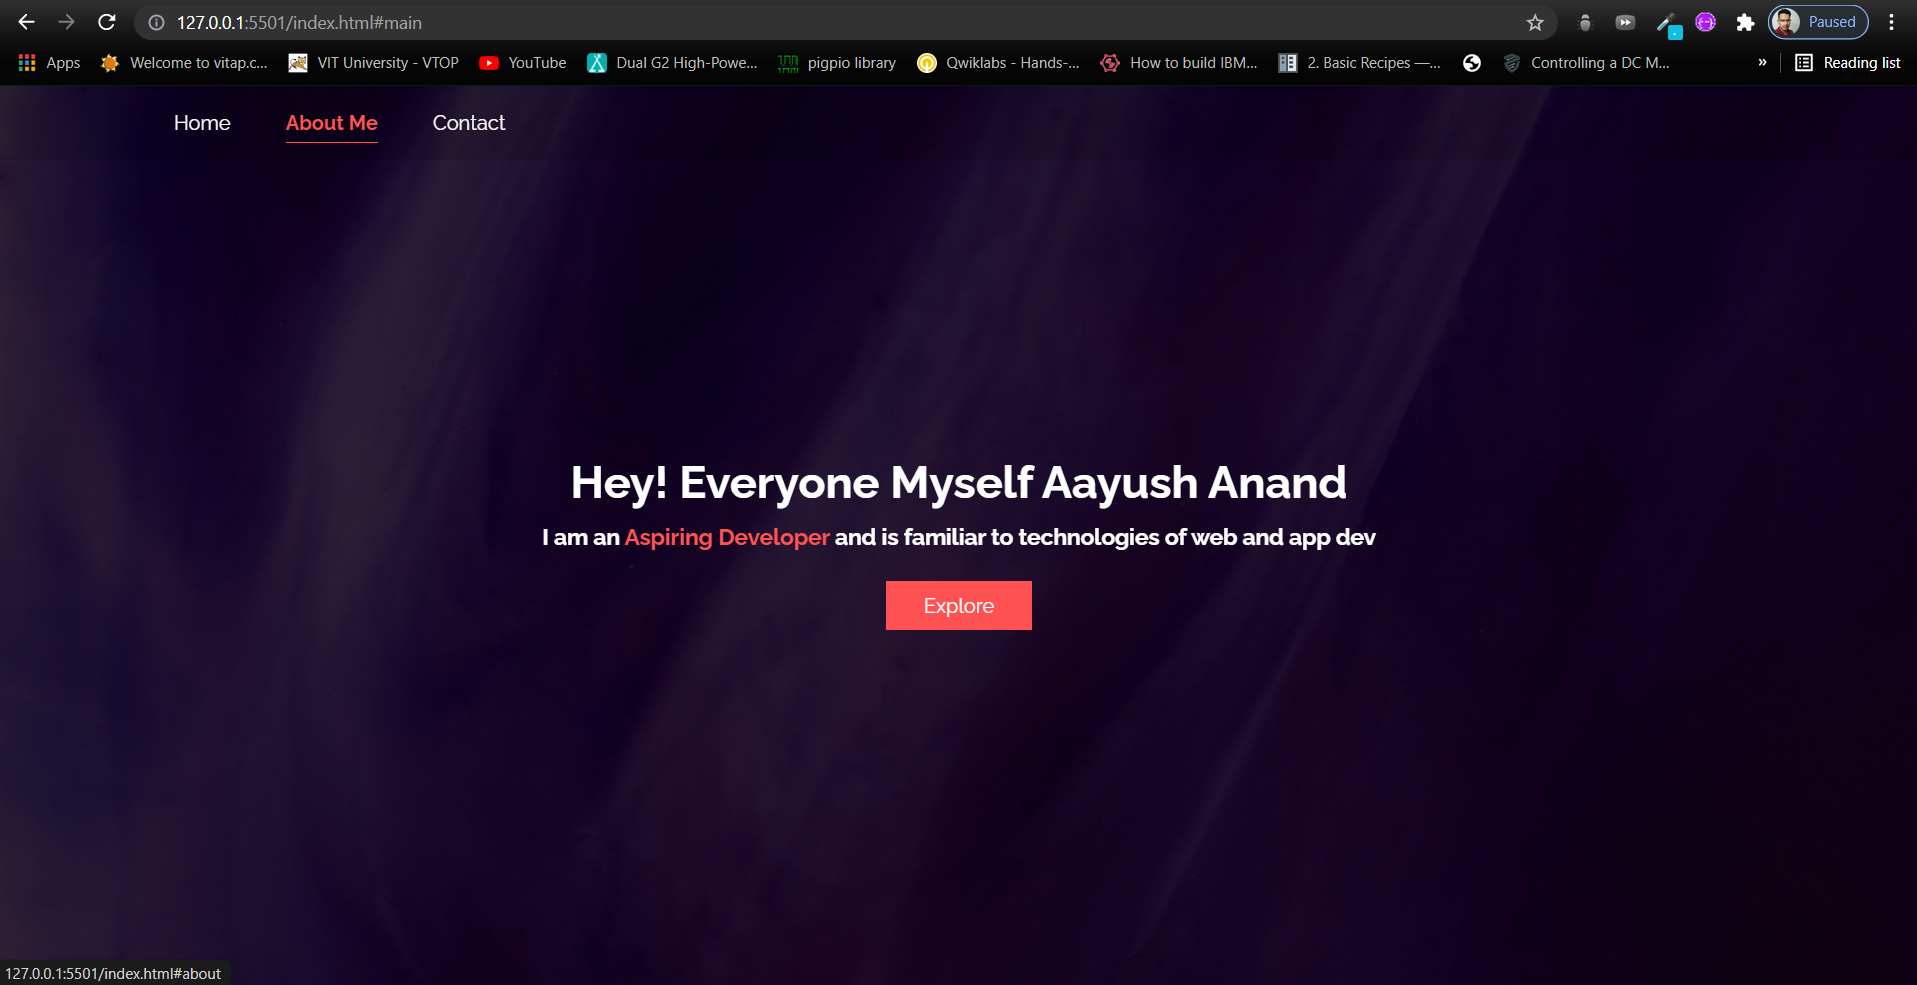 127.0.0.1:5501/index.html#main
Paused
Apps
Welcome to vitap.c...
VIT University - VTOP
YouTube
Dual G2 High-Powe...
pigpio library
Qwiklabs - Hands-...
How to build IBM...
2. Basic Recipes —...
Controlling a DC M...
»
Reading list
Home
About Me
Contact
Hey! Everyone Myself Aayush Anand
I am an Aspiring Developer and is familiar to technologies of web and app dev
Explore
127.0.0.1:5501/index.html#about